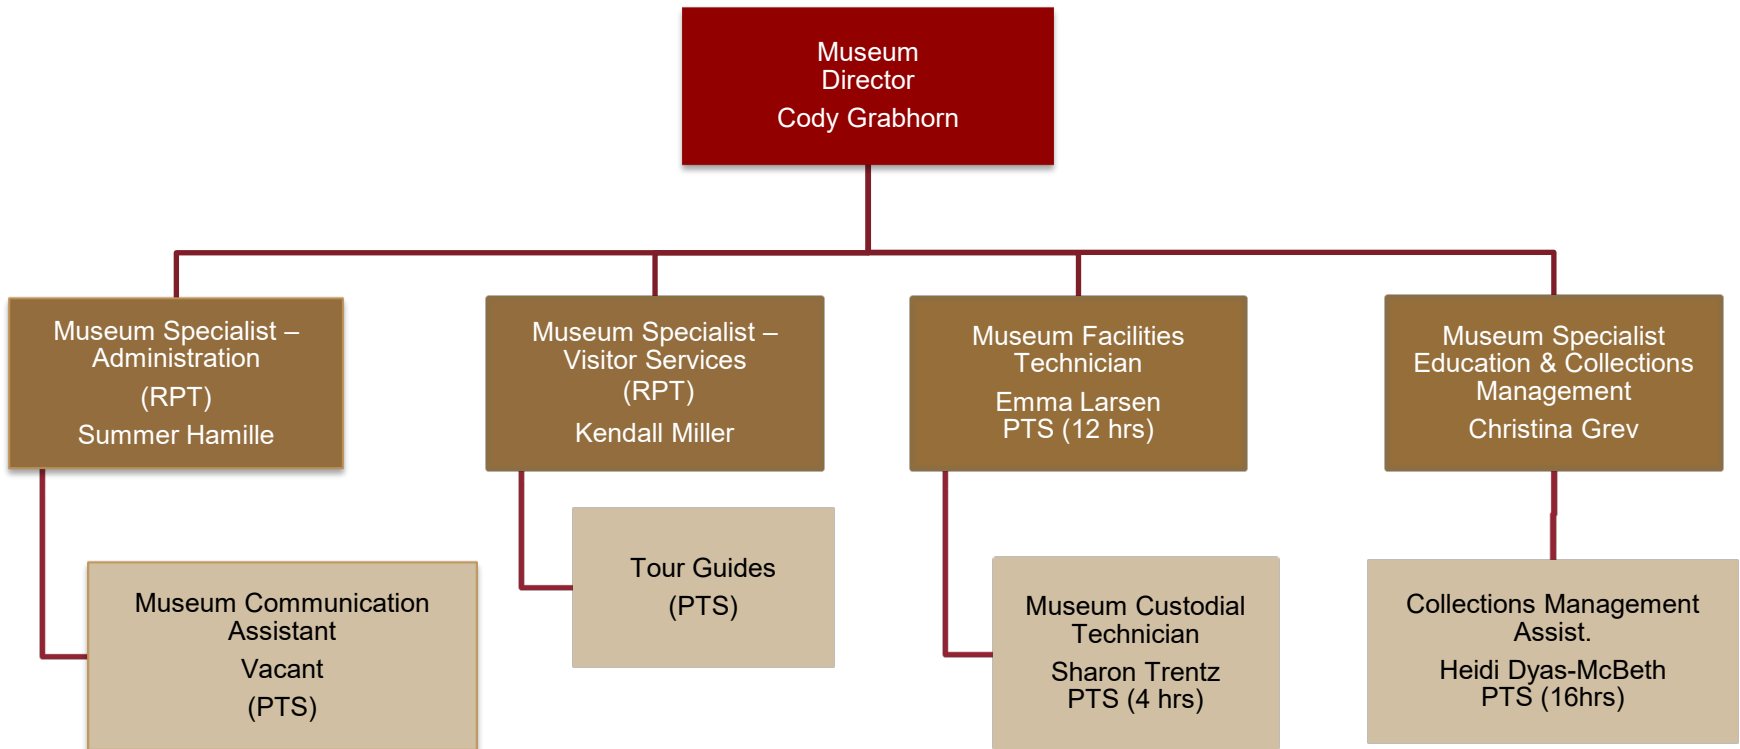 Museum
Director
Cody Grabhorn
Museum Specialist –
Administration
(RPT)
Summer Hamille
Museum Specialist –
Visitor Services
(RPT)
Kendall Miller
Museum Facilities
Technician
Emma Larsen
PTS (12 hrs)
Museum Specialist
Education & Collections
Management
Christina Grev
Museum Communication
Assistant
Vacant
(PTS)
Tour Guides
(PTS)
Museum Custodial
Technician
Sharon Trentz
PTS (4 hrs)
Collections Management
Assist.
Heidi Dyas-McBeth
PTS (16hrs)